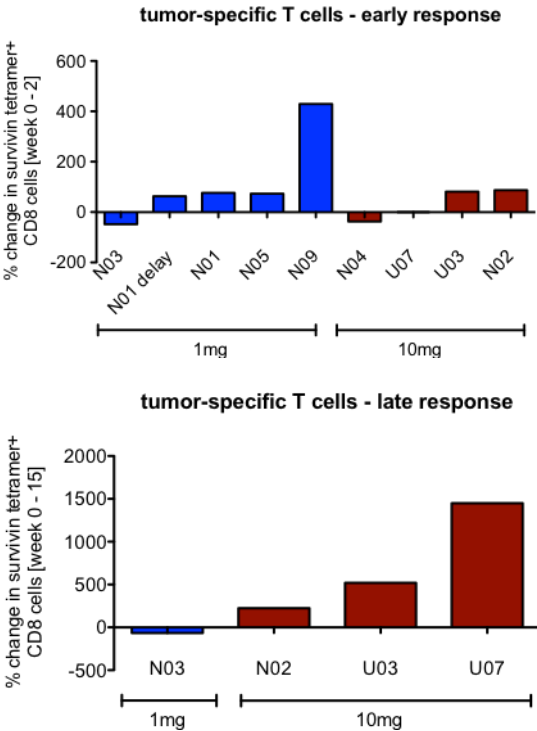 tumor-specific T cells - early response
% change in survivin tetramer+
CD8 cells [week 0 - 2]
600
400
200
0
-200
N03
N01 delay
N01
N05
N09
N04
U07
U03
N02
1mg
10mg
tumor-specific T cells - late response
% change in survivin tetramer+
CD8 cells [week 0 - 15]
2000
1500
1000
500
0
-500
N03
N02
U03
U07
1mg
10mg